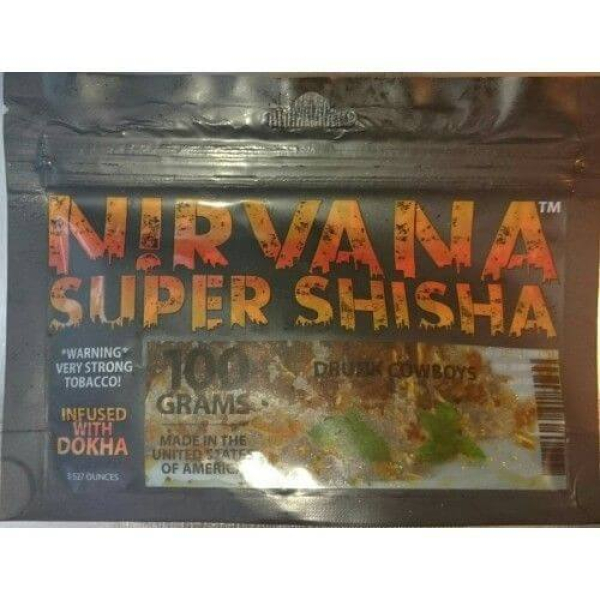 NIRVANA™
SUPER SHISHA
*WARNING*
VERY STRONG
TOBACCO!
INFUSED
WITH
DOKHA
100
GRAMS
DRUNK COWBOYS
MADE IN THE
UNITED STATES
OF AMERICA